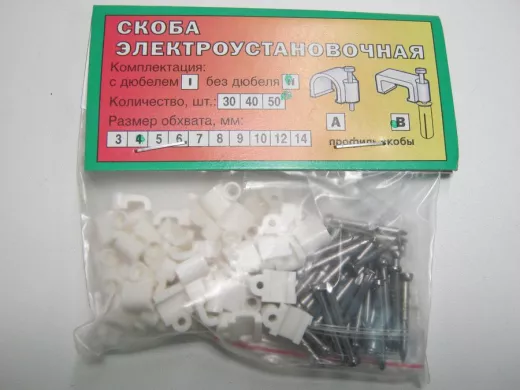 СКОБА
ЭЛЕКТРОУСТАНОВОЧНАЯ
Комплектация:
с дюбелем I без дюбеля
Количество, шт.: 30 40 50
Размер обхвата, мм:
3 4 5 6 7 8 9 10 12 14
A B
профиль скобы